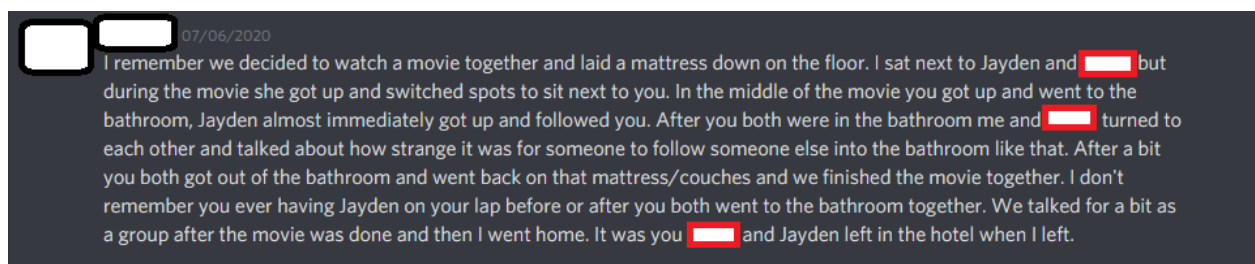 07/06/2020
I remember we decided to watch a movie together and laid a mattress down on the floor. I sat next to Jayden and but
during the movie she got up and switched spots to sit next to you. In the middle of the movie you got up and went to the
bathroom, Jayden almost immediately got up and followed you. After you both were in the bathroom me and turned to
each other and talked about how strange it was for someone to follow someone else into the bathroom like that. After a bit
you both got out of the bathroom and went back on that mattress/couches and we finished the movie together. I don't
remember you ever having Jayden on your lap before or after you both went to the bathroom together. We talked for a bit as
a group after the movie was done and then I went home. It was you and Jayden left in the hotel when I left.